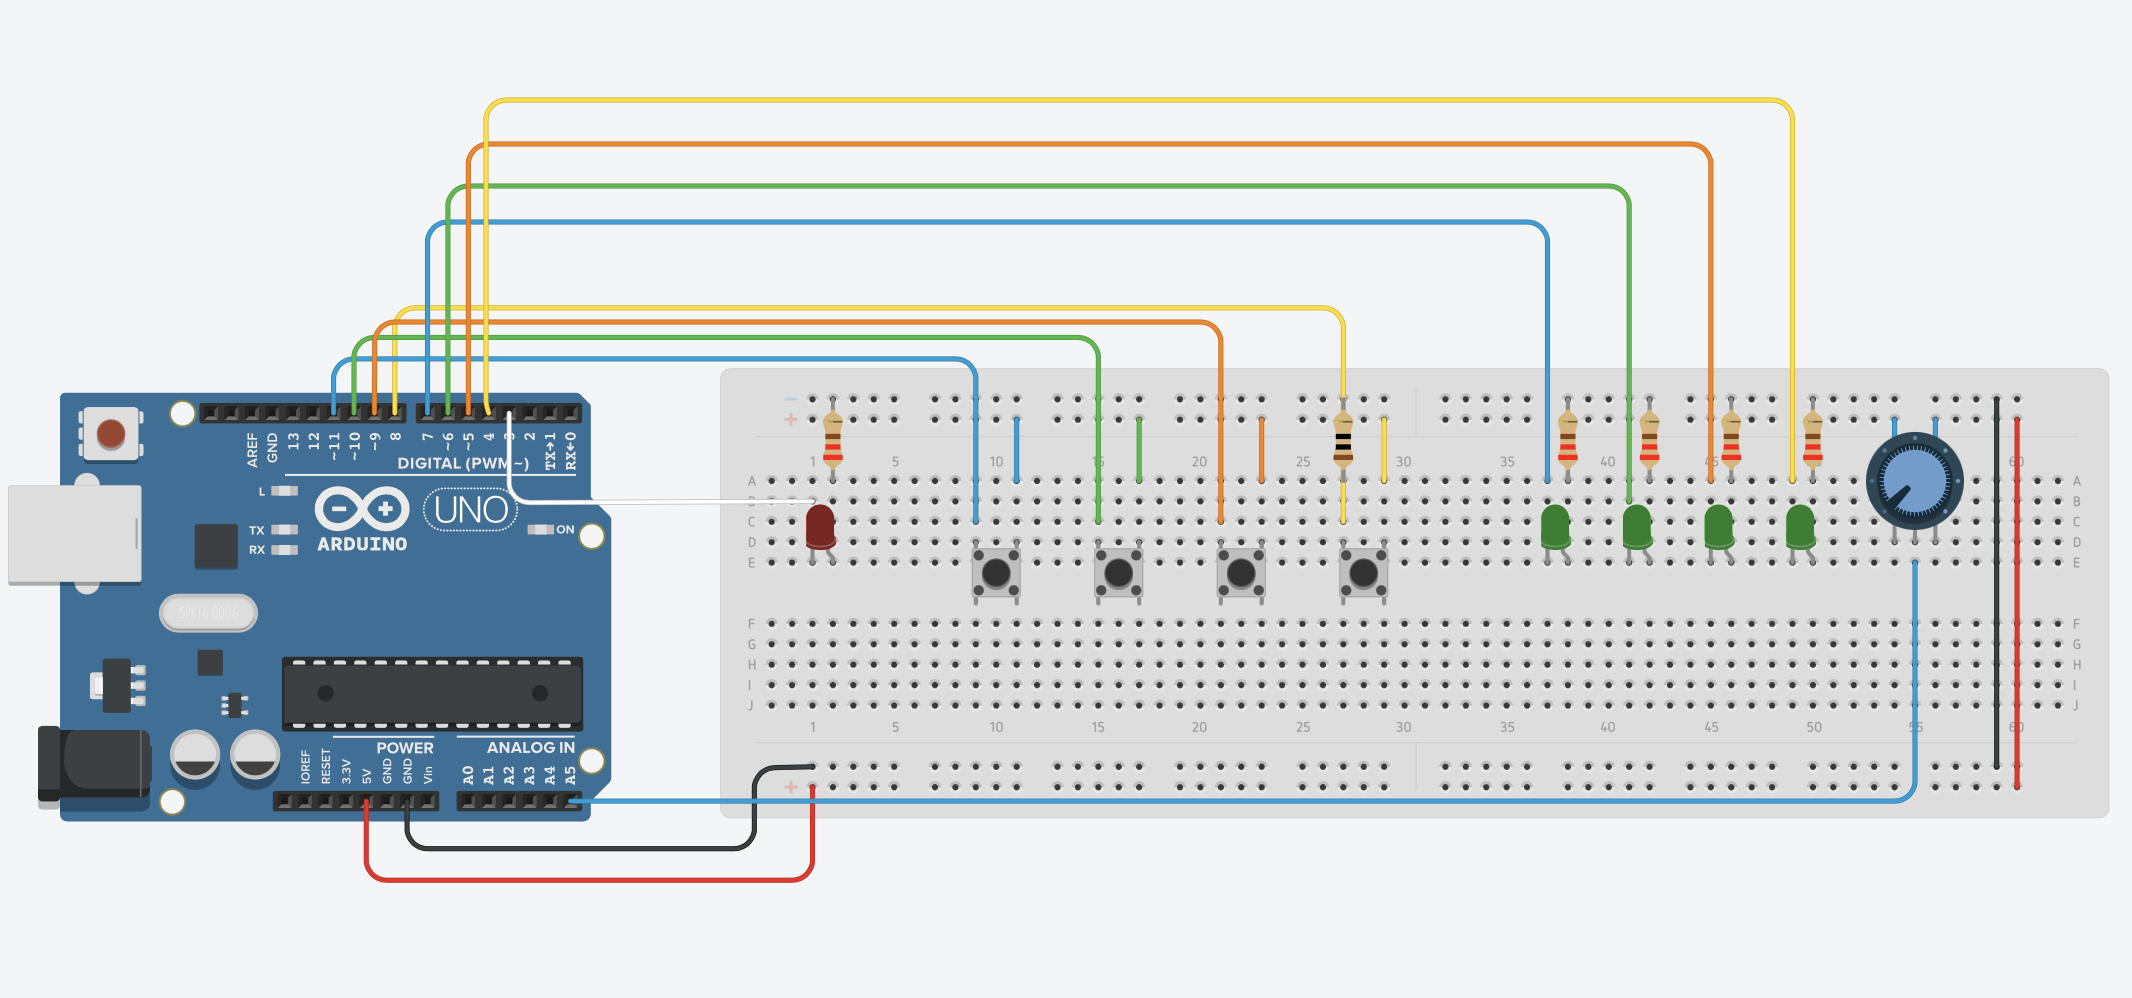 AREF
GND
13
12
~11
~10
~9
8
7
~6
~5
4
3
2
TX→1
RX←0
DIGITAL (PWM~)
L
TX
RX
UNO
ON
ARDUINO
SPK16.000G
POWER
ANALOG IN
IOREF
RESET
3.3V
5V
GND
GND
Vin
A0
A1
A2
A3
A4
A5
1 5 10 15 20 25 30 35 40 45 60
A A
B B
C C
D D
E E
F F
G G
H H
I I
J J
1 5 10 15 20 25 30 35 40 45 50 55 60